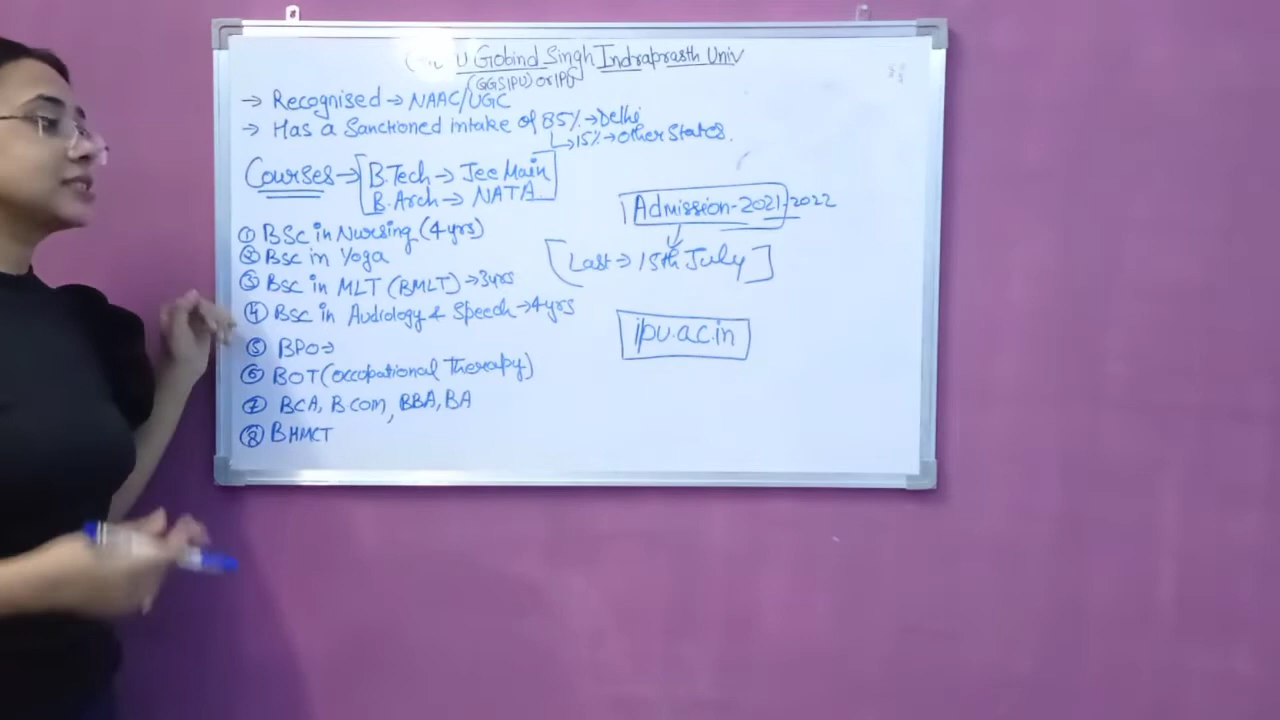 U Gobind Singh Indraprasth Univ
(GGSIPU) or IPU
→ Recognised → NAAC/UGC
→ Has a Sanctioned intake of 85% → Delhi
↳ 15% → Other States.
Courses → B.Tech → Jee Main
B.Arch → NATA
Admission-2021-2022
Last → 15th July
① BSc in Nursing (4 yrs)
② Bsc in Yoga
③ Bsc in MLT (BMLT) → 3yrs
④ BSc in Audiology & Speech → 4yrs
ipu.ac.in
⑤ BPO →
⑥ BOT (occopational Therapy)
⑦ BCA, B COM, BBA, BA
⑧ BHMCT